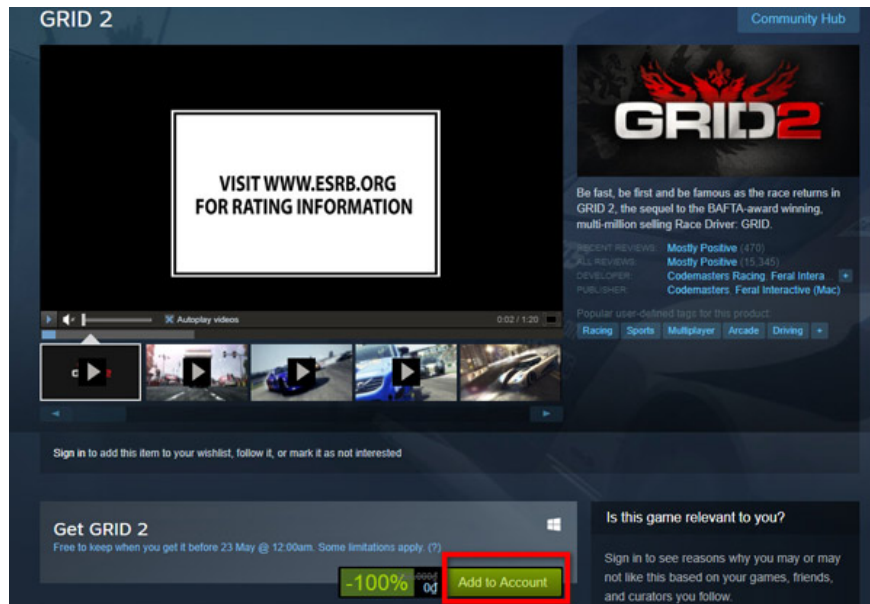 GRID 2
Community Hub
VISIT WWW.ESRB.ORG
FOR RATING INFORMATION
Autoplay videos
0:02 / 1:20
GRID2
Be fast, be first and be famous as the race returns in
GRID 2, the sequel to the BAFTA-award winning,
multi-million selling Race Driver: GRID.
RECENT REVIEWS: Mostly Positive (470)
ALL REVIEWS: Mostly Positive (15,345)
DEVELOPER: Codemasters Racing, Feral Intera... +
PUBLISHER: Codemasters, Feral Interactive (Mac)
Popular user-defined tags for this product:
Racing Sports Multiplayer Arcade Driving +
Sign in to add this item to your wishlist, follow it, or mark it as not interested
Get GRID 2
Free to keep when you get it before 23 May @ 12:00am. Some limitations apply. (?)
-100% 0₫ Add to Account
Is this game relevant to you?
Sign in to see reasons why you may or may
not like this based on your games, friends,
and curators you follow.